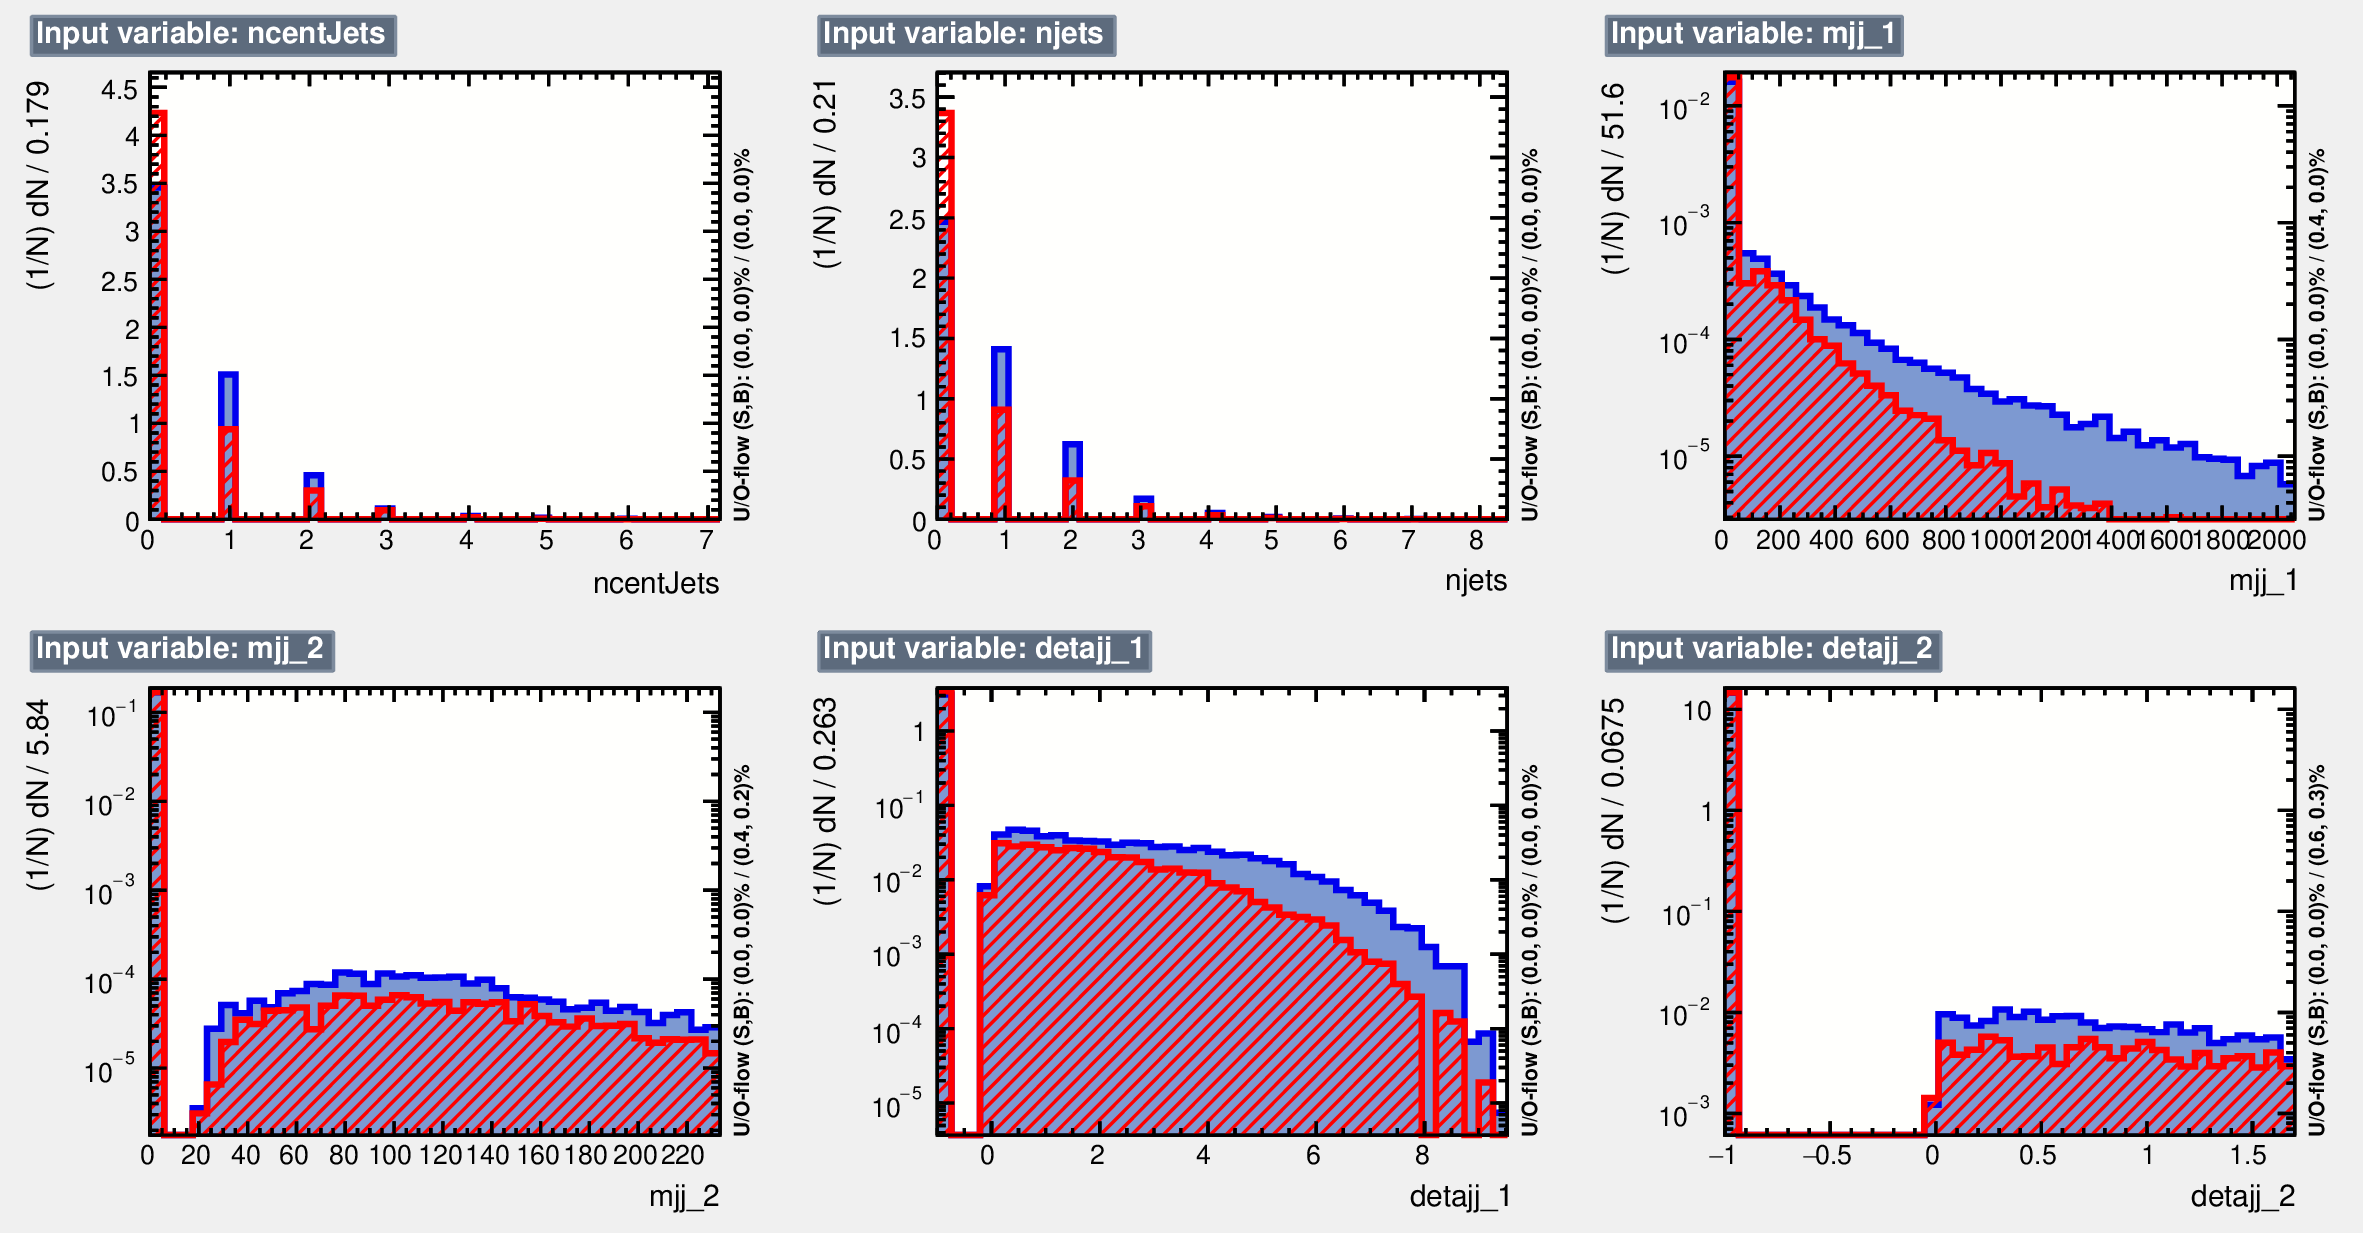 Input variable: ncentJets
(1/N) dN / 0.179
4.5
4
3.5
3
2.5
2
1.5
1
0.5
0
0 1 2 3 4 5 6 7
ncentJets
U/O-flow (S,B): (0.0, 0.0)% / (0.0, 0.0)%
Input variable: njets
(1/N) dN / 0.21
3.5
3
2.5
2
1.5
1
0.5
0
0 1 2 3 4 5 6 7 8
njets
U/O-flow (S,B): (0.0, 0.0)% / (0.0, 0.0)%
Input variable: mjj_1
(1/N) dN / 51.6
10−2
10−3
10−4
10−5
0 200 400 600 800 1000 1200 1400 1600 1800 2000
mjj_1
U/O-flow (S,B): (0.0, 0.0)% / (0.4, 0.0)%
Input variable: mjj_2
(1/N) dN / 5.84
10−1
10−2
10−3
10−4
10−5
0 20 40 60 80 100 120 140 160 180 200 220
mjj_2
U/O-flow (S,B): (0.0, 0.0)% / (0.4, 0.2)%
Input variable: detajj_1
(1/N) dN / 0.263
1
10−1
10−2
10−3
10−4
10−5
0 2 4 6 8
detajj_1
U/O-flow (S,B): (0.0, 0.0)% / (0.0, 0.0)%
Input variable: detajj_2
(1/N) dN / 0.0675
10
1
10−1
10−2
10−3
−1 −0.5 0 0.5 1 1.5
detajj_2
U/O-flow (S,B): (0.0, 0.0)% / (0.6, 0.3)%